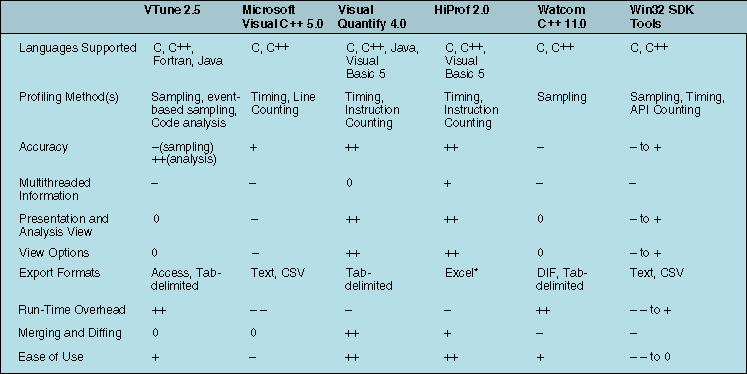 VTune 2.5 Microsoft Visual C++ 5.0 Visual Quantify 4.0 HiProf 2.0 Watcom C++ 11.0 Win32 SDK Tools
Languages Supported C, C++, Fortran, Java C, C++ C, C++, Java, Visual Basic 5 C, C++, Visual Basic 5 C, C++ C, C++
Profiling Method(s) Sampling, event-based sampling, Code analysis Timing, Line Counting Timing, Instruction Counting Timing, Instruction Counting Sampling Sampling, Timing, API Counting
Accuracy –(sampling) ++(analysis) + ++ ++ – – to +
Multithreaded Information – – 0 + – –
Presentation and Analysis View 0 – ++ ++ 0 – to +
View Options 0 – ++ ++ 0 – to +
Export Formats Access, Tab-delimited Text, CSV Tab-delimited Excel* DIF, Tab-delimited Text, CSV
Run-Time Overhead ++ – – – – ++ – – to +
Merging and Diffing 0 0 ++ + – –
Ease of Use + – ++ ++ + – – to 0